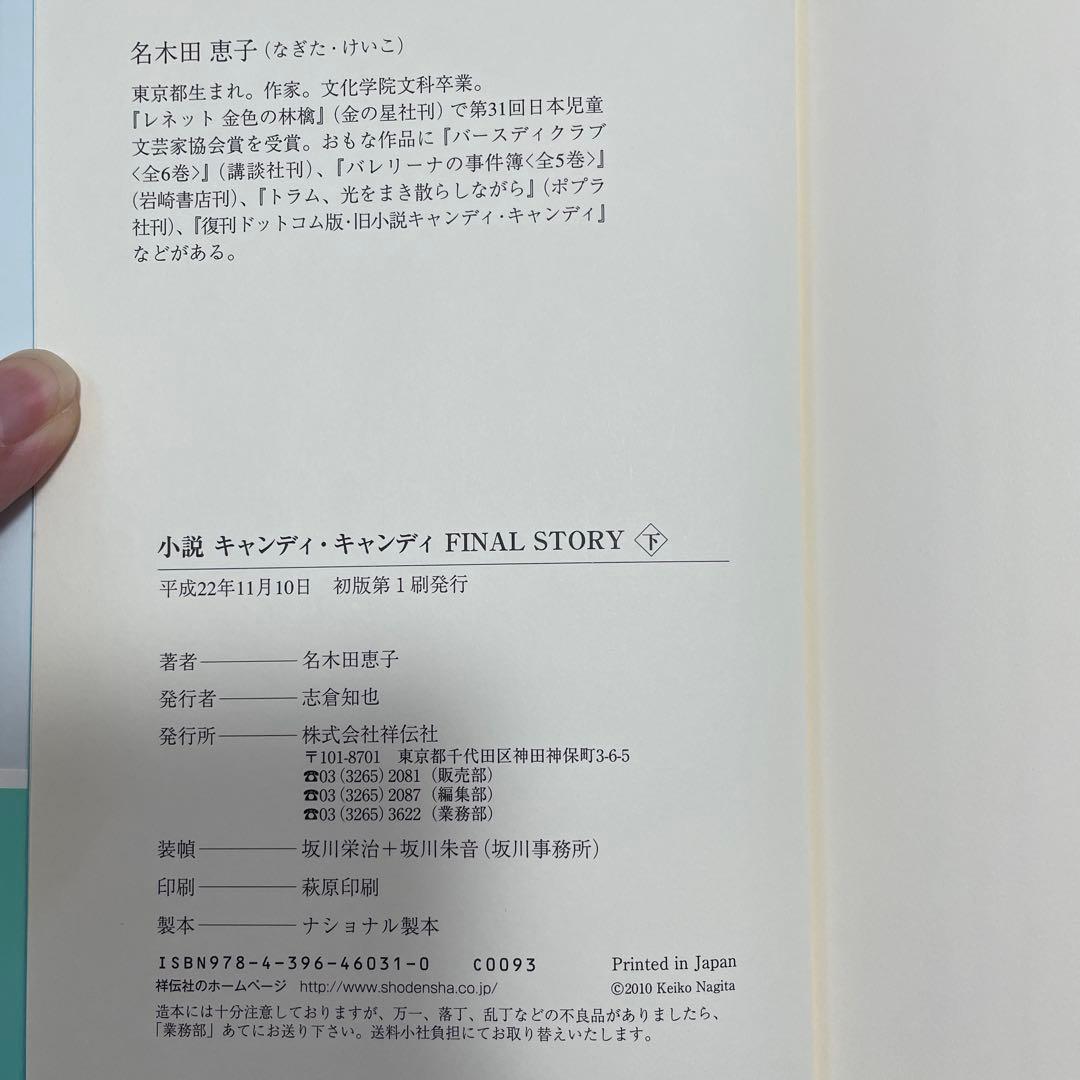 名木田 恵子（なぎた・けいこ）
東京都生まれ。作家。文化学院文科卒業。
『レネット 金色の林檎』（金の星社刊）で第31回日本児童
文芸家協会賞を受賞。おもな作品に『バースディクラブ
〈全6巻〉』（講談社刊）、『バレリーナの事件簿〈全5巻〉』
（岩崎書店刊）、『トラム、光をまき散らしながら』（ポプラ
社刊）、『復刊ドットコム版・旧小説キャンディ・キャンディ』
などがある。
小説 キャンディ・キャンディ FINAL STORY 下
平成22年11月10日　初版第１刷発行
著者————名木田恵子
発行者————志倉知也
発行所————株式会社祥伝社
〒101-8701　東京都千代田区神田神保町3-6-5
☎03（3265）2081（販売部）
☎03（3265）2087（編集部）
☎03（3265）3622（業務部）
装幀————坂川栄治＋坂川朱音（坂川事務所）
印刷————萩原印刷
製本————ナショナル製本
ISBN978-4-396-46031-0　C0093　Printed in Japan
祥伝社のホームページ　http://www.shodensha.co.jp/　©2010 Keiko Nagita
造本には十分注意しておりますが、万一、落丁、乱丁などの不良品がありましたら、
「業務部」あてにお送り下さい。送料小社負担にてお取り替えいたします。